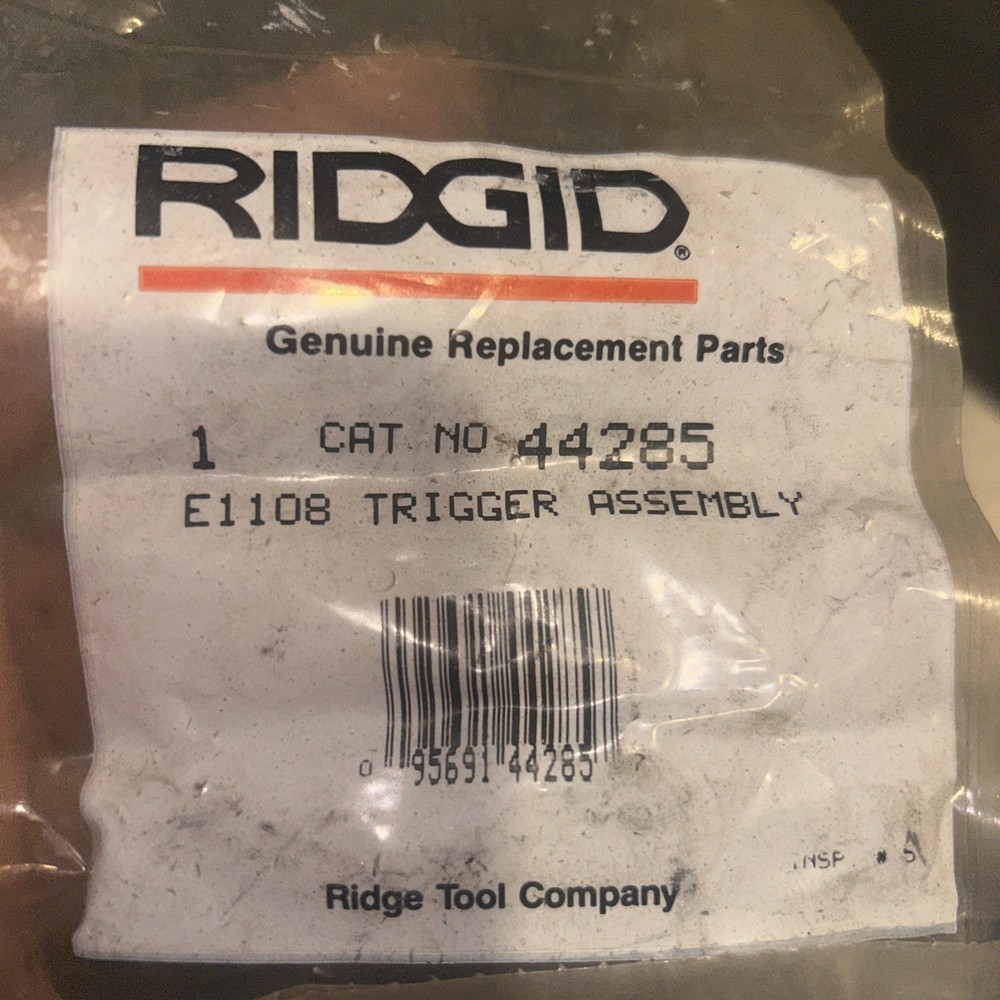 RIDGID®
Genuine Replacement Parts
1 CAT NO 44285
E1108 TRIGGER ASSEMBLY
0 95691 44285 7
INSP. # 5
Ridge Tool Company